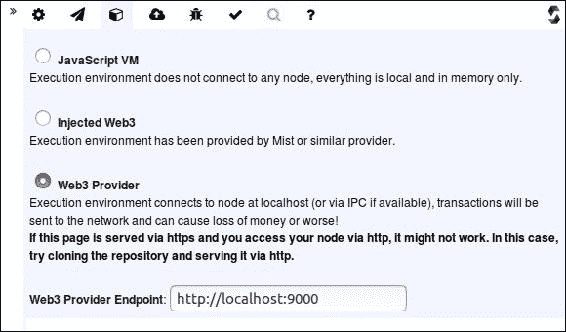 »
?
JavaScript VM
Execution environment does not connect to any node, everything is local and in memory only.
Injected Web3
Execution environment has been provided by Mist or similar provider.
Web3 Provider
Execution environment connects to node at localhost (or via IPC if available), transactions will be
sent to the network and can cause loss of money or worse!
If this page is served via https and you access your node via http, it might not work. In this case,
try cloning the repository and serving it via http.
Web3 Provider Endpoint: http://localhost:9000